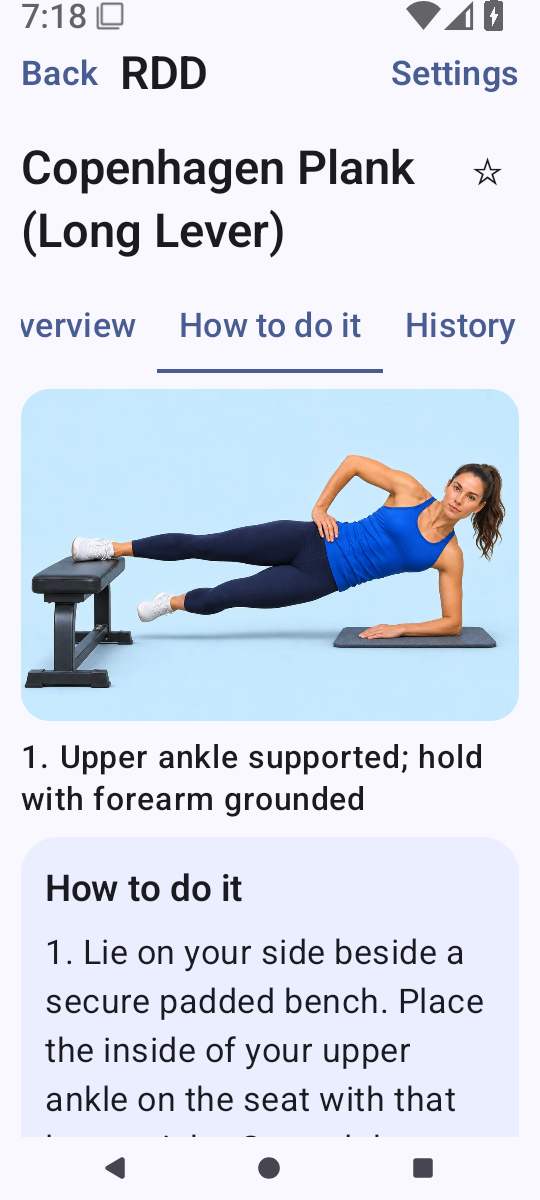 7:18
Back RDD Settings
Copenhagen Plank
(Long Lever)
verview How to do it History
1. Upper ankle supported; hold
with forearm grounded
How to do it
1. Lie on your side beside a
secure padded bench. Place
the inside of your upper
ankle on the seat with that